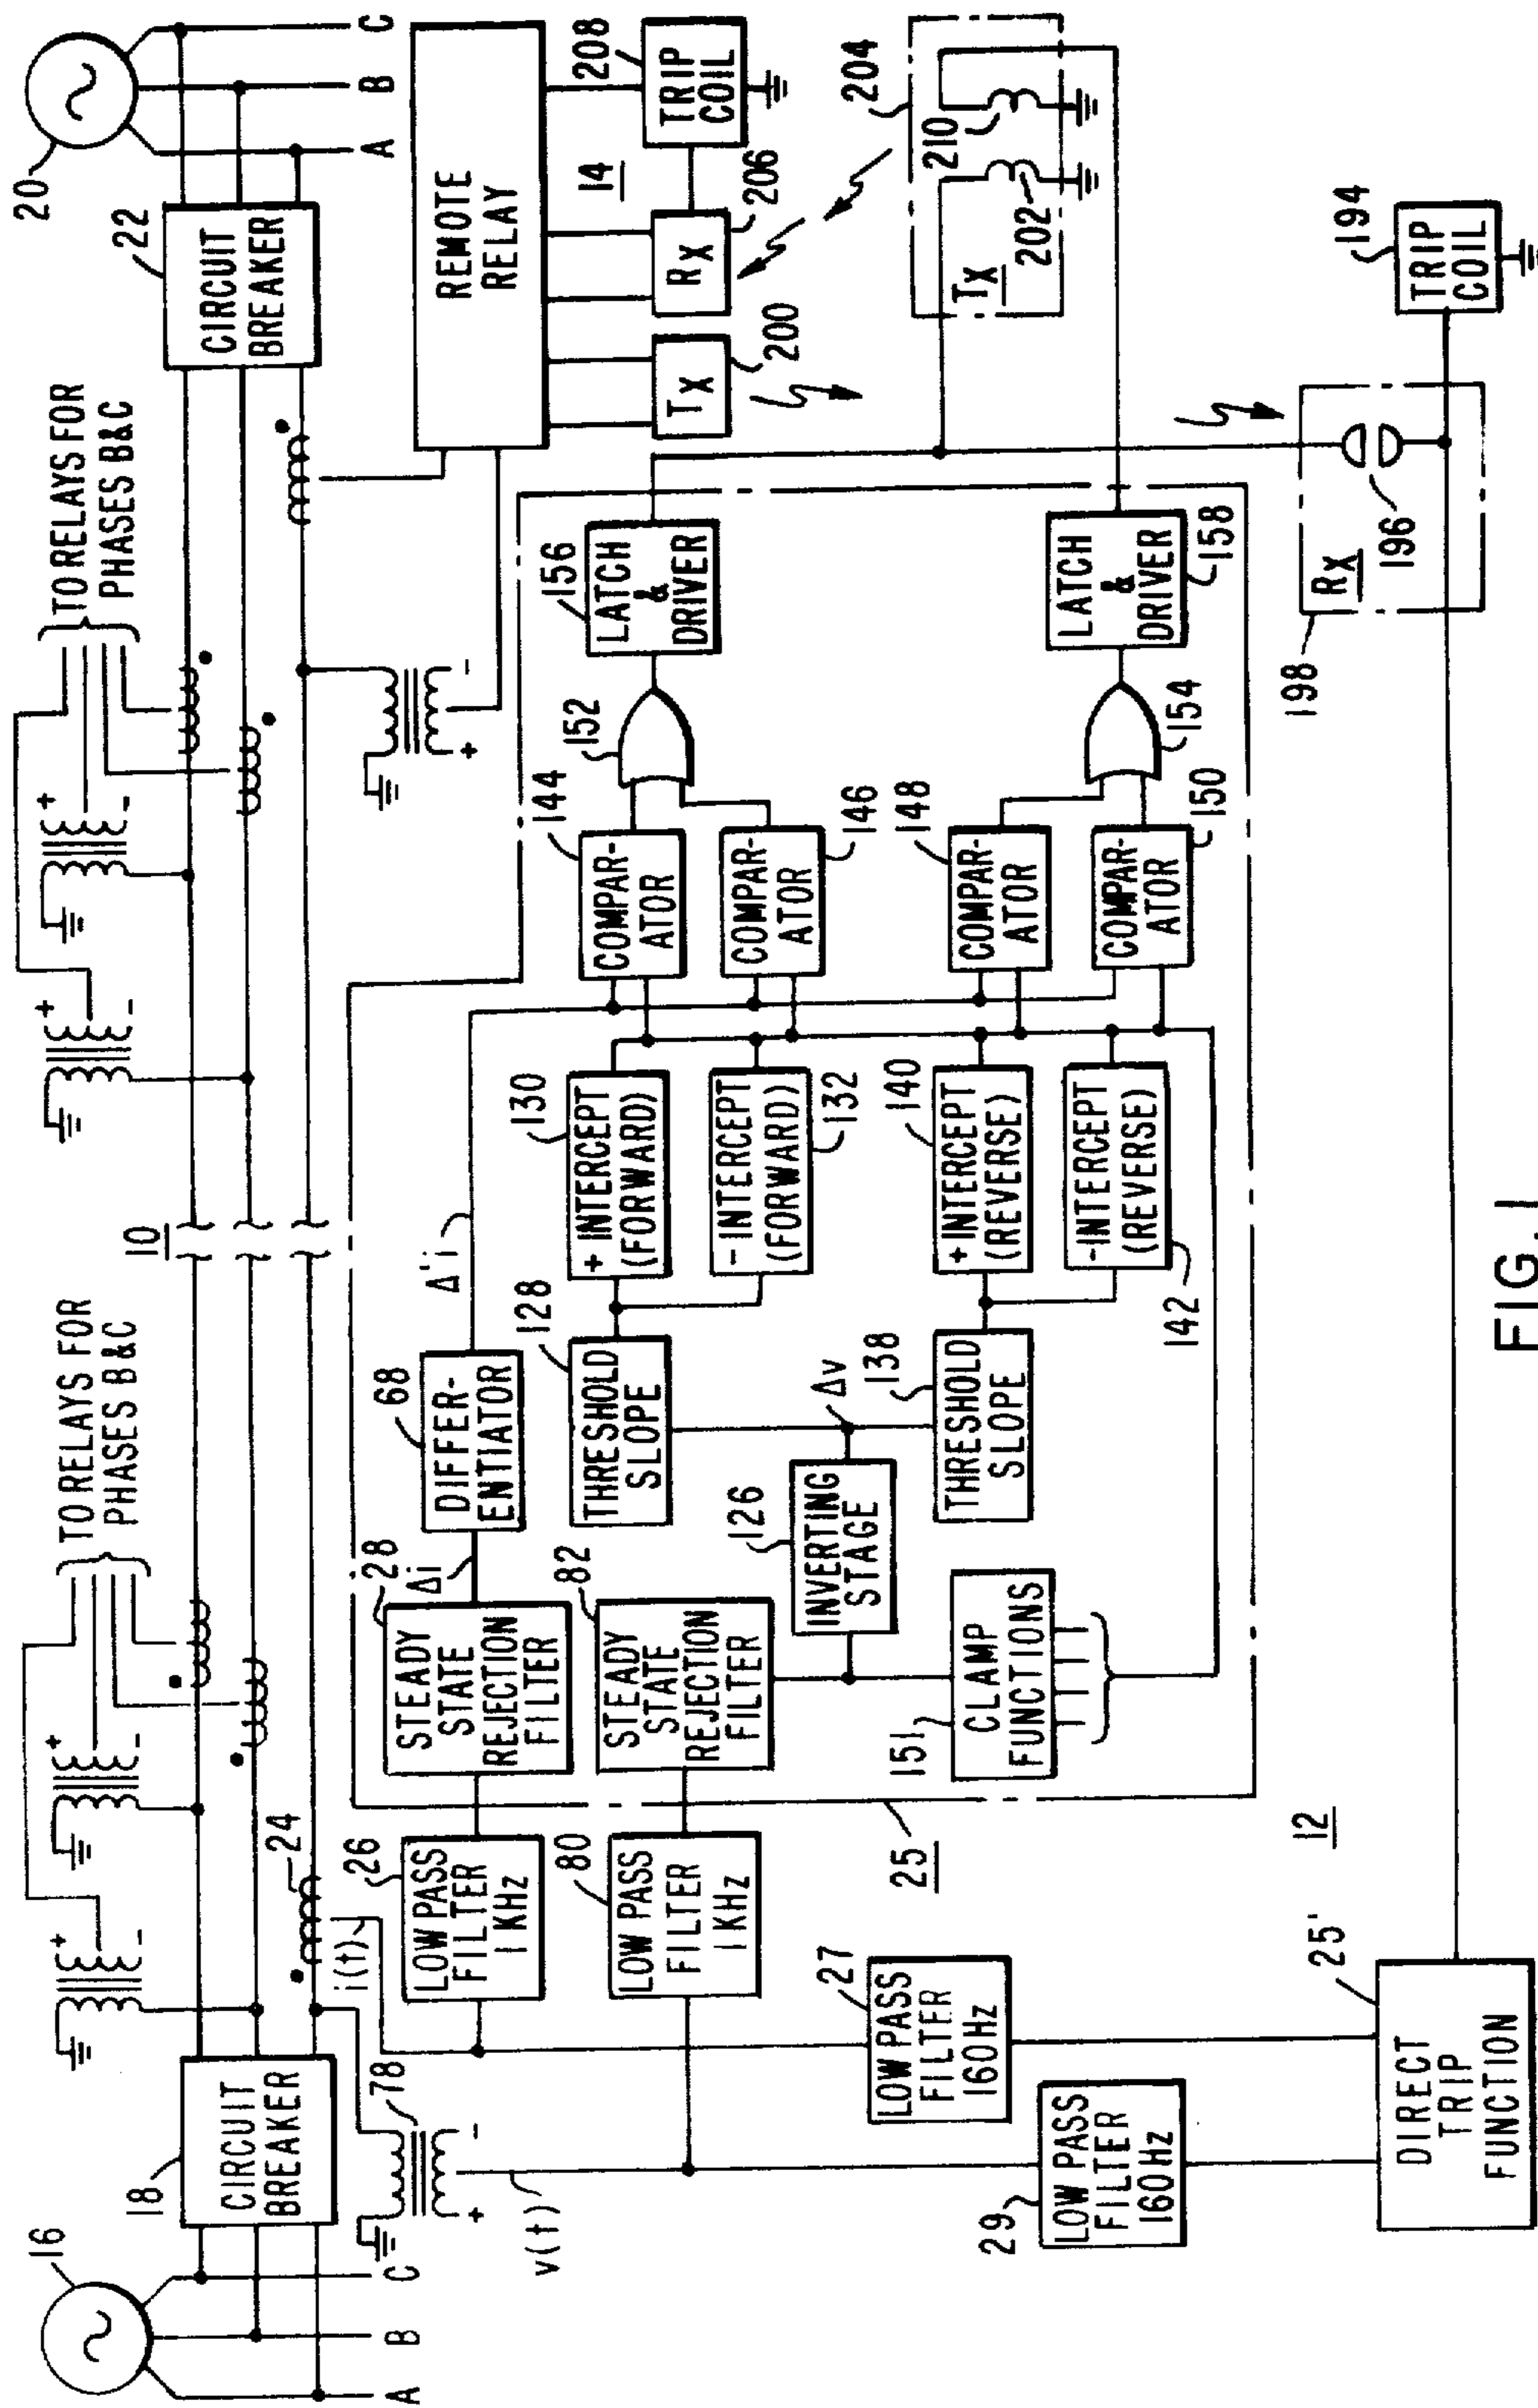 16
A
B
C
18
CIRCUIT
BREAKER
78
+
-
v(t)
+
-
+
-
24
i(t)
TO RELAYS FOR
PHASES B&C
10
+
-
+
-
TO RELAYS FOR
PHASES B&C
+
-
22
CIRCUIT
BREAKER
20
A
B
C
26
LOW PASS
FILTER
1 KHz
80
LOW PASS
FILTER
1 KHz
27
LOW PASS
FILTER
160 Hz
29
LOW PASS
FILTER
160 Hz
25'
DIRECT
TRIP
FUNCTION
12
25
28
STEADY
STATE
REJECTION
FILTER
Δi
82
STEADY
STATE
REJECTION
FILTER
68
DIFFER-
ENTIATOR
Δ'i
126
INVERTING
STAGE
Δv
151
CLAMP
FUNCTIONS
128
THRESHOLD
SLOPE
138
THRESHOLD
SLOPE
130
+ INTERCEPT
(FORWARD)
- INTERCEPT
(FORWARD)
132
140
+ INTERCEPT
(REVERSE)
-INTERCEPT
(REVERSE)
142
144
COMPAR-
ATOR
COMPAR-
ATOR
146
148
COMPAR-
ATOR
COMPAR-
ATOR
150
152
154
156
LATCH
&
DRIVER
LATCH
&
DRIVER
158
REMOTE
RELAY
TX
200
RX
206
14
TRIP
COIL
208
204
TX
202
210
198
RX
196
194
TRIP
COIL
FIG. 1